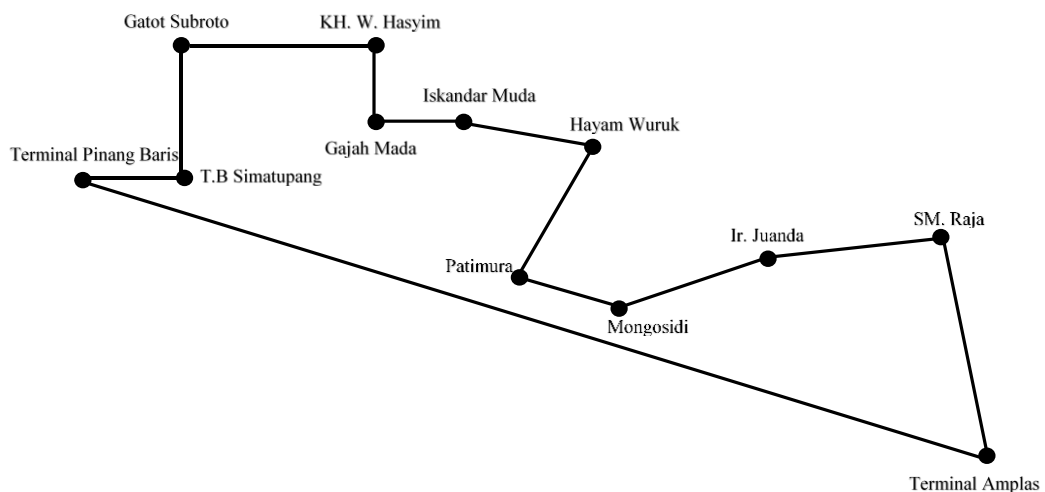 Gatot Subroto
KH. W. Hasyim
Iskandar Muda
Hayam Wuruk
Gajah Mada
Terminal Pinang Baris
T.B Simatupang
SM. Raja
Ir. Juanda
Patimura
Mongosidi
Terminal Amplas